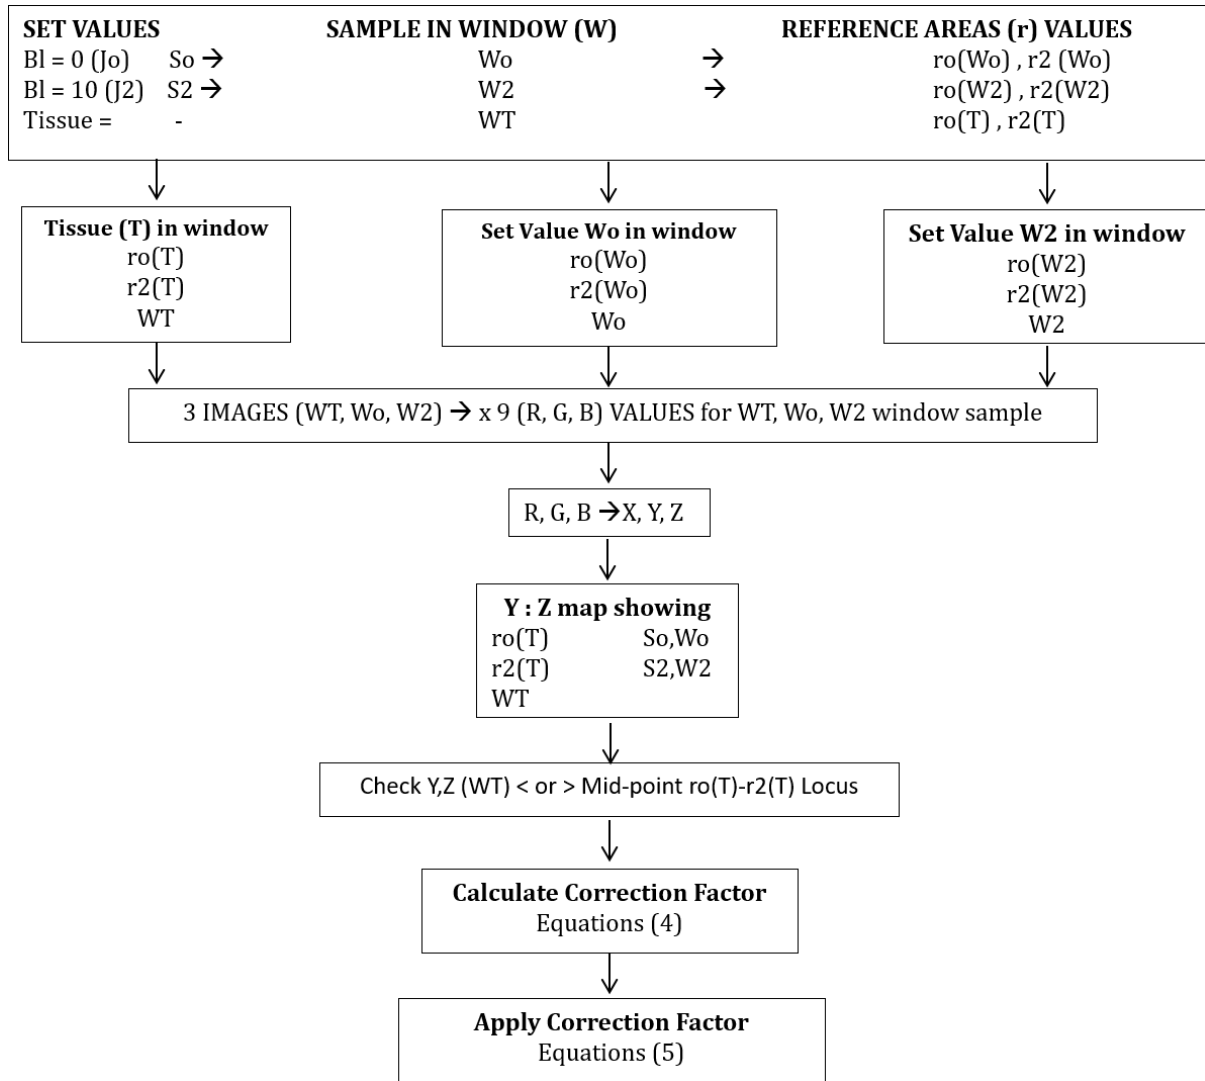 SET VALUES SAMPLE IN WINDOW (W) REFERENCE AREAS (r) VALUES
Bl = 0 (Jo) So → Wo → ro(Wo) , r2 (Wo)
Bl = 10 (J2) S2 → W2 → ro(W2) , r2(W2)
Tissue = - WT ro(T) , r2(T)
Tissue (T) in window
ro(T)
r2(T)
WT
Set Value Wo in window
ro(Wo)
r2(Wo)
Wo
Set Value W2 in window
ro(W2)
r2(W2)
W2
3 IMAGES (WT, Wo, W2) → x 9 (R, G, B) VALUES for WT, Wo, W2 window sample
R, G, B →X, Y, Z
Y : Z map showing
ro(T) So,Wo
r2(T) S2,W2
WT
Check Y,Z (WT) < or > Mid-point ro(T)-r2(T) Locus
Calculate Correction Factor
Equations (4)
Apply Correction Factor
Equations (5)